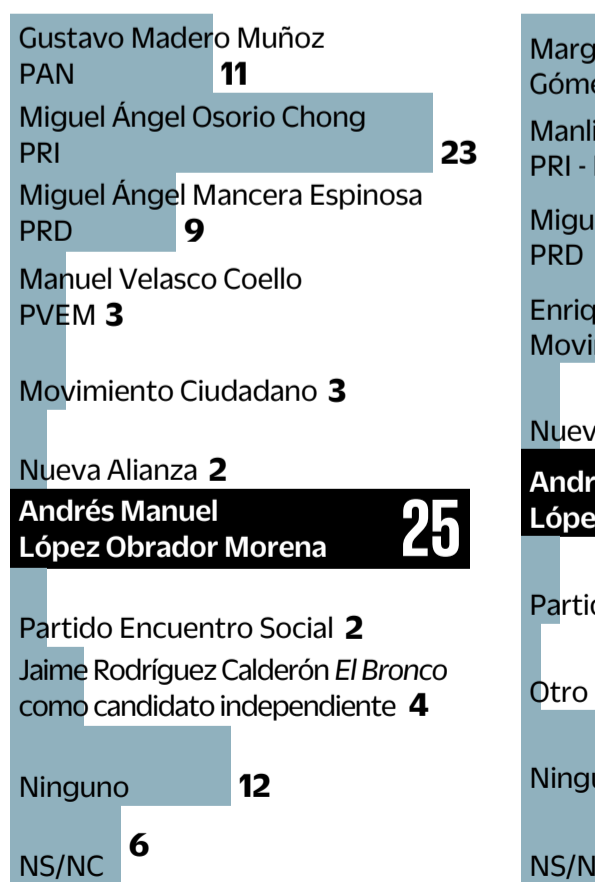 Gustavo Madero Muñoz
PAN 11
Miguel Ángel Osorio Chong
PRI 23
Miguel Ángel Mancera Espinosa
PRD 9
Manuel Velasco Coello
PVEM 3
Movimiento Ciudadano 3
Nueva Alianza 2
Andrés Manuel
López Obrador Morena 25
Partido Encuentro Social 2
Jaime Rodríguez Calderón El Bronco
como candidato independiente 4
Ninguno 12
NS/NC 6
PRI -
PRD
Otro